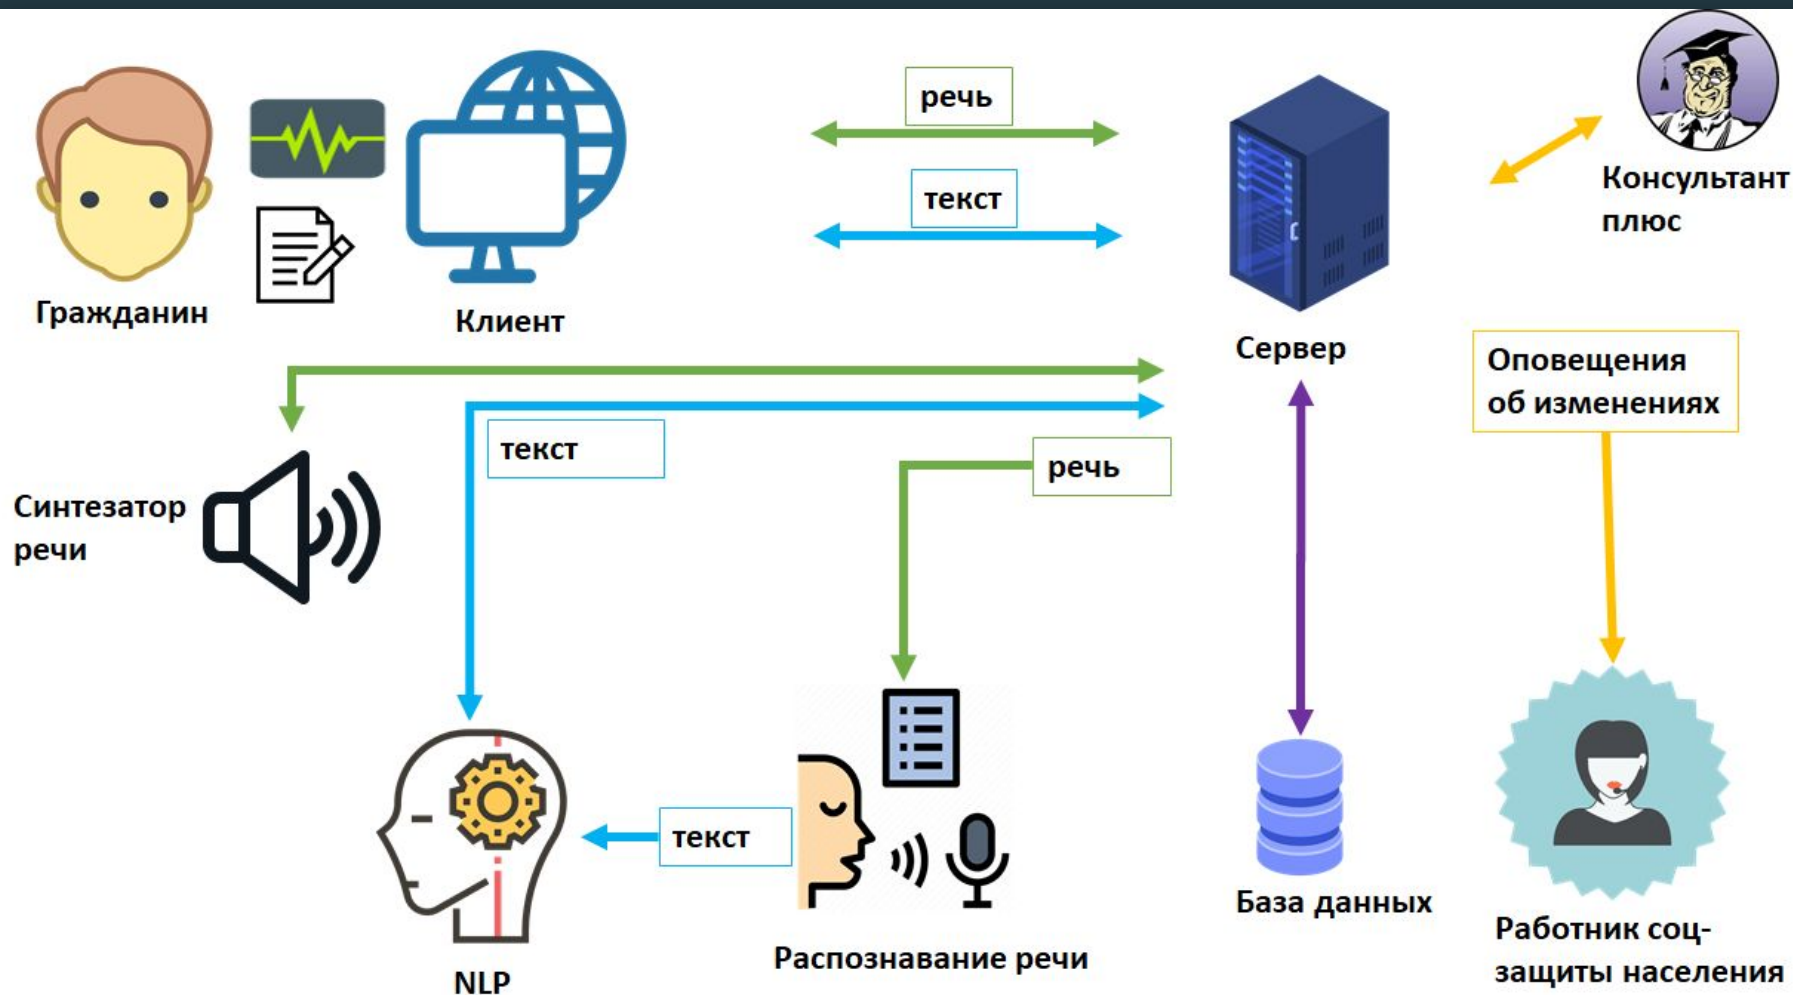 речь
текст
Консультант
плюс
Гражданин
Клиент
Сервер
Оповещения
об изменениях
текст
речь
Синтезатор
речи
текст
База данных
Работник соц-
защиты населения
Распознавание речи
NLP